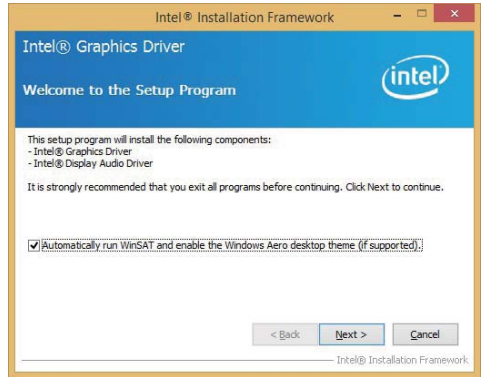 Intel® Installation Framework
Intel® Graphics Driver
intel
Welcome to the Setup Program
This setup program will install the following components:
- Intel® Graphics Driver
- Intel® Display Audio Driver
It is strongly recommended that you exit all programs before continuing. Click Next to continue.
Automatically run WinSAT and enable the Windows Aero desktop theme (if supported).
< Back Next > Cancel
Intel® Installation Framework